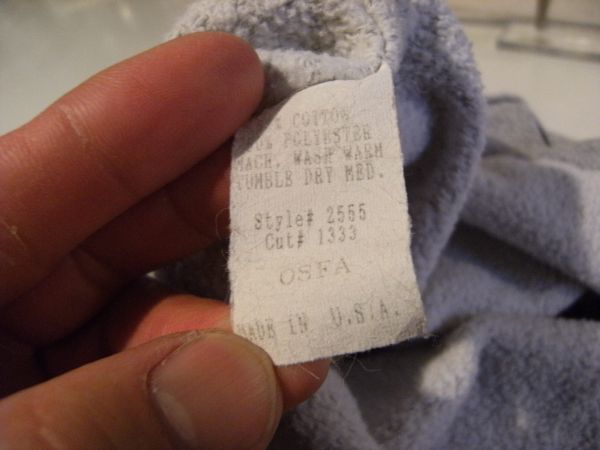 COTTON
POLYESTER
MACH. WASH WARM
TUMBLE DRY MED.
Style# 2555
Cut# 1333
OSFA
MADE IN U.S.A.